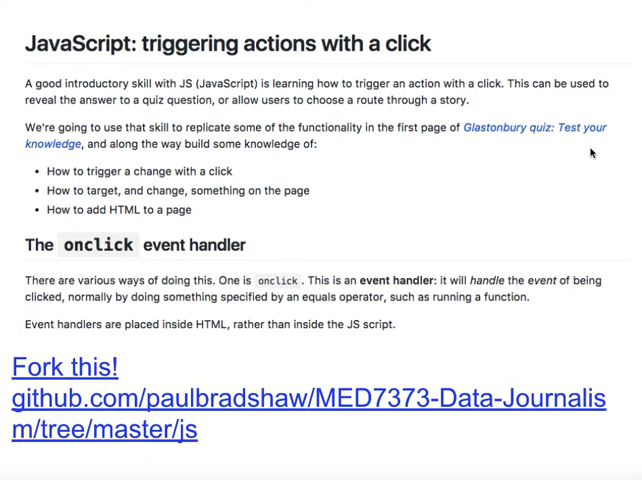 JavaScript: triggering actions with a click
A good introductory skill with JS (JavaScript) is learning how to trigger an action with a click. This can be used to
reveal the answer to a quiz question, or allow users to choose a route through a story.
We're going to use that skill to replicate some of the functionality in the first page of Glastonbury quiz: Test your
knowledge, and along the way build some knowledge of:
• How to trigger a change with a click
• How to target, and change, something on the page
• How to add HTML to a page
The onclick event handler
There are various ways of doing this. One is onclick. This is an event handler: it will handle the event of being
clicked, normally by doing something specified by an equals operator, such as running a function.
Event handlers are placed inside HTML, rather than inside the JS script.
Fork this!
github.com/paulbradshaw/MED7373-Data-Journalis
m/tree/master/js